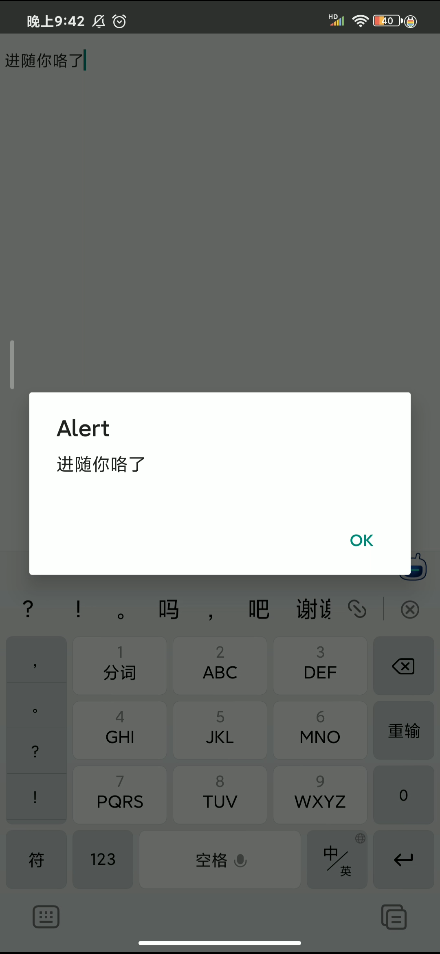 晚上9:42 HD 40
进随你咯了
Alert
进随你咯了
OK
? ! 。 吗 , 吧 谢谢
, 1 分词 2 ABC 3 DEF
。 4 GHI 5 JKL 6 MNO 重输
? 7 PQRS 8 TUV 9 WXYZ 0
!
符 123 空格 中/英